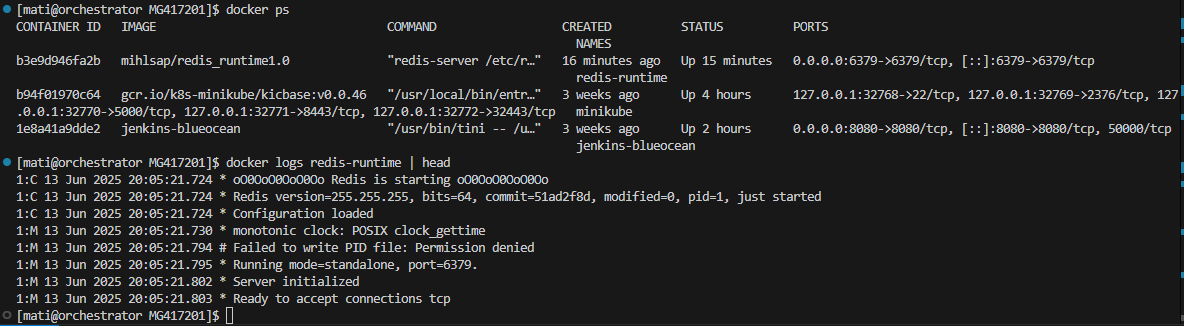 [mati@orchestrator MG417201]$ docker ps
CONTAINER ID   IMAGE                                 COMMAND                  CREATED         STATUS          PORTS
NAMES
b3e9d946fa2b   mihlsap/redis_runtime1.0              "redis-server /etc/r…"   16 minutes ago   Up 15 minutes   0.0.0.0:6379->6379/tcp, [::]:6379->6379/tcp
redis-runtime
b94f01970c64   gcr.io/k8s-minikube/kicbase:v0.0.46   "/usr/local/bin/entr…"   3 weeks ago      Up 4 hours      127.0.0.1:32768->22/tcp, 127.0.0.1:32769->2376/tcp, 127
.0.0.1:32770->5000/tcp, 127.0.0.1:32771->8443/tcp, 127.0.0.1:32772->32443/tcp   minikube
1e8a41a9dde2   jenkins-blueocean                     "/usr/bin/tini -- /u…"   3 weeks ago      Up 2 hours      0.0.0.0:8080->8080/tcp, [::]:8080->8080/tcp, 50000/tcp
jenkins-blueocean
[mati@orchestrator MG417201]$ docker logs redis-runtime | head
1:C 13 Jun 2025 20:05:21.724 * oO0OoO0OoO0Oo Redis is starting oO0OoO0OoO0Oo
1:C 13 Jun 2025 20:05:21.724 * Redis version=255.255.255, bits=64, commit=51ad2f8d, modified=0, pid=1, just started
1:C 13 Jun 2025 20:05:21.724 * Configuration loaded
1:M 13 Jun 2025 20:05:21.730 * monotonic clock: POSIX clock_gettime
1:M 13 Jun 2025 20:05:21.794 # Failed to write PID file: Permission denied
1:M 13 Jun 2025 20:05:21.795 * Running mode=standalone, port=6379.
1:M 13 Jun 2025 20:05:21.802 * Server initialized
1:M 13 Jun 2025 20:05:21.803 * Ready to accept connections tcp
[mati@orchestrator MG417201]$